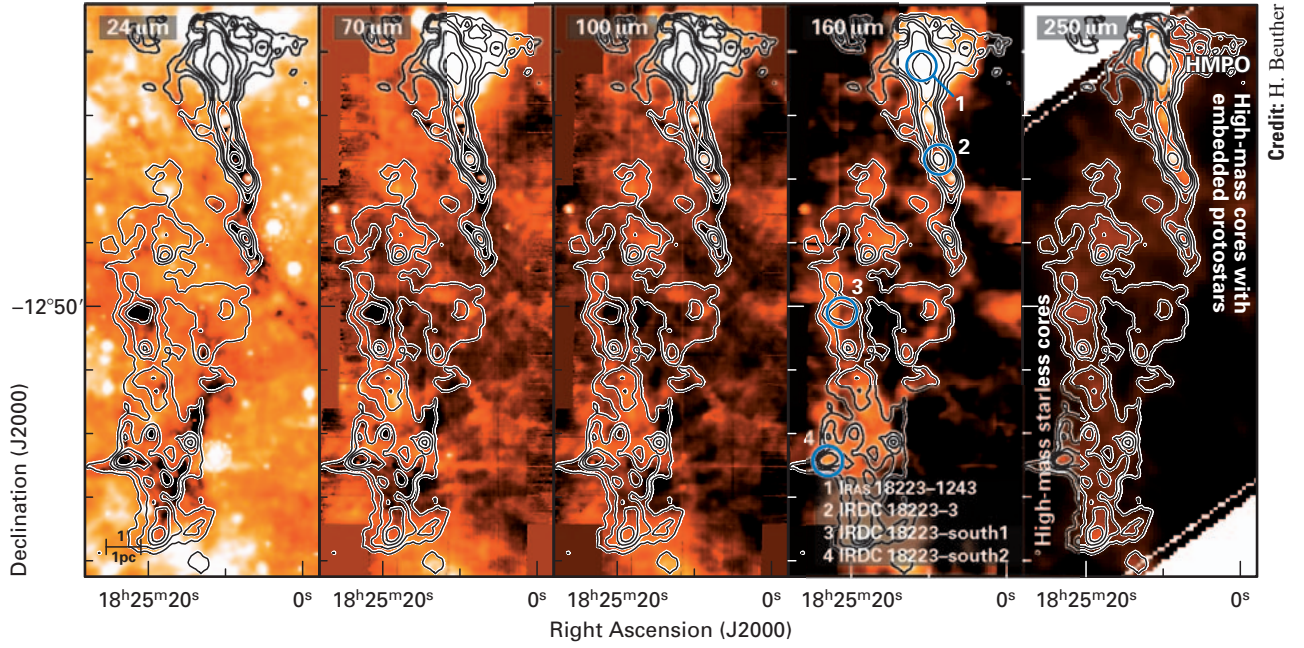 24 µm
70 µm
100 µm
160 µm
250 µm
HMPO
High-mass cores with
embedded protostars
Credit: H. Beuther
1
2
3
4
High-mass starless cores
1 IRAS 18223–1243
2 IRDC 18223–3
3 IRDC 18223–south1
4 IRDC 18223–south2
−12°50′
Declination (J2000)
1′
1pc
18ʰ25ᵐ20ˢ
0ˢ
18ʰ25ᵐ20ˢ
0ˢ
18ʰ25ᵐ20ˢ
0ˢ
18ʰ25ᵐ20ˢ
0ˢ
18ʰ25ᵐ20ˢ
0ˢ
Right Ascension (J2000)